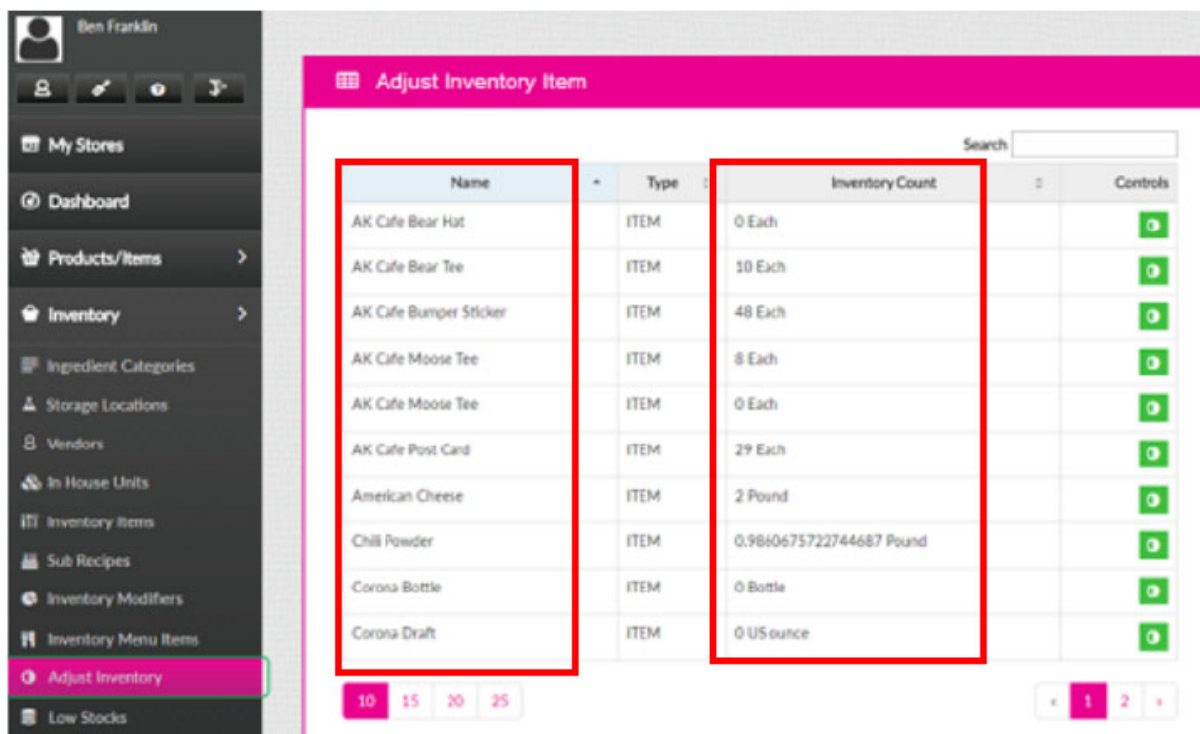 Ben Franklin
My Stores
Dashboard
Products/Items
Inventory
Ingredient Categories
Storage Locations
Vendors
In House Units
Inventory Items
Sub Recipes
Inventory Modifiers
Inventory Menu Items
Adjust Inventory
Low Stocks
Adjust Inventory Item
Search
Name Type Inventory Count Controls
AK Cafe Bear Hat ITEM 0 Each
AK Cafe Bear Tee ITEM 10 Each
AK Cafe Bumper Sticker ITEM 48 Each
AK Cafe Moose Tee ITEM 8 Each
AK Cafe Moose Tee ITEM 0 Each
AK Cafe Post Card ITEM 29 Each
American Cheese ITEM 2 Pound
Chili Powder ITEM 0.9860675722744687 Pound
Corona Bottle ITEM 0 Bottle
Corona Draft ITEM 0 US ounce
10 15 20 25
« 1 2 »